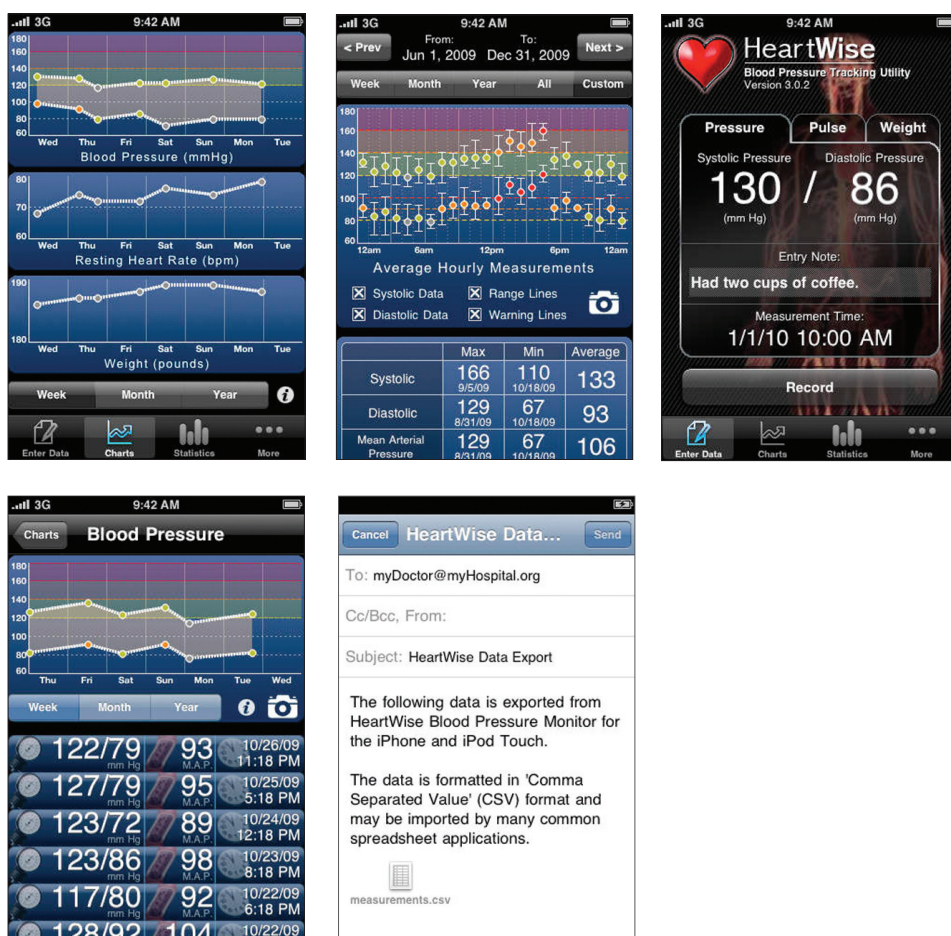 3G 9:42 AM
180
160
140
120
100
80
60
Wed Thu Fri Sat Sun Mon Tue
Blood Pressure (mmHg)
80
70
60
Wed Thu Fri Sat Sun Mon Tue
Resting Heart Rate (bpm)
190
180
Wed Thu Fri Sat Sun Mon Tue
Weight (pounds)
Week Month Year i
Enter Data Charts Statistics More
3G 9:42 AM
< Prev From: To: Next >
Jun 1, 2009 Dec 31, 2009
Week Month Year All Custom
180
160
140
120
100
80
60
12am 6am 12pm 6pm 12am
Average Hourly Measurements
Systolic Data Range Lines
Diastolic Data Warning Lines
Max Min Average
Systolic 166 110 133
9/5/09 10/18/09
Diastolic 129 67 93
8/31/09 10/18/09
Mean Arterial 129 67 106
Pressure 8/31/09 10/18/09
3G 9:42 AM
HeartWise
Blood Pressure Tracking Utility
Version 3.0.2
Pressure Pulse Weight
Systolic Pressure Diastolic Pressure
130 / 86
(mm Hg) (mm Hg)
Entry Note:
Had two cups of coffee.
Measurement Time:
1/1/10 10:00 AM
Record
Enter Data Charts Statistics More
3G 9:42 AM
Charts Blood Pressure
180
160
140
120
100
80
60
Thu Fri Sat Sun Mon Tue Wed
Week Month Year i
122/79 93 10/26/09
mm Hg M.A.P. 11:18 PM
127/79 95 10/25/09
mm Hg M.A.P. 5:18 PM
123/72 89 10/24/09
mm Hg M.A.P. 12:18 PM
123/86 98 10/23/09
mm Hg M.A.P. 8:18 PM
117/80 92 10/22/09
mm Hg M.A.P. 6:18 PM
128/92 104 10/22/09
Cancel HeartWise Data... Send
To: myDoctor@myHospital.org
Cc/Bcc, From:
Subject: HeartWise Data Export
The following data is exported from
HeartWise Blood Pressure Monitor for
the iPhone and iPod Touch.
The data is formatted in 'Comma
Separated Value' (CSV) format and
may be imported by many common
spreadsheet applications.
measurements.csv